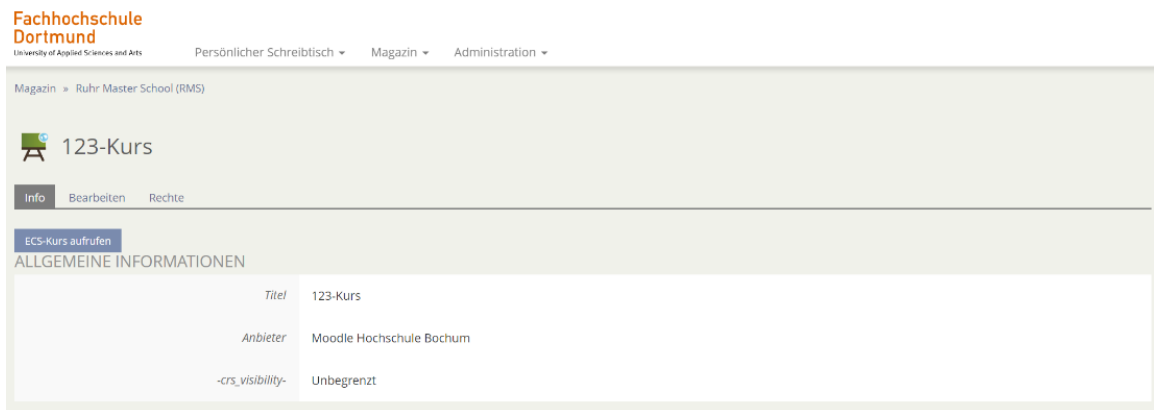 Fachhochschule
Dortmund
University of Applied Sciences and Arts
Persönlicher Schreibtisch Magazin Administration
Magazin » Ruhr Master School (RMS)
123-Kurs
Info Bearbeiten Rechte
ECS-Kurs aufrufen
ALLGEMEINE INFORMATIONEN
Titel 123-Kurs
Anbieter Moodle Hochschule Bochum
-crs_visibility- Unbegrenzt